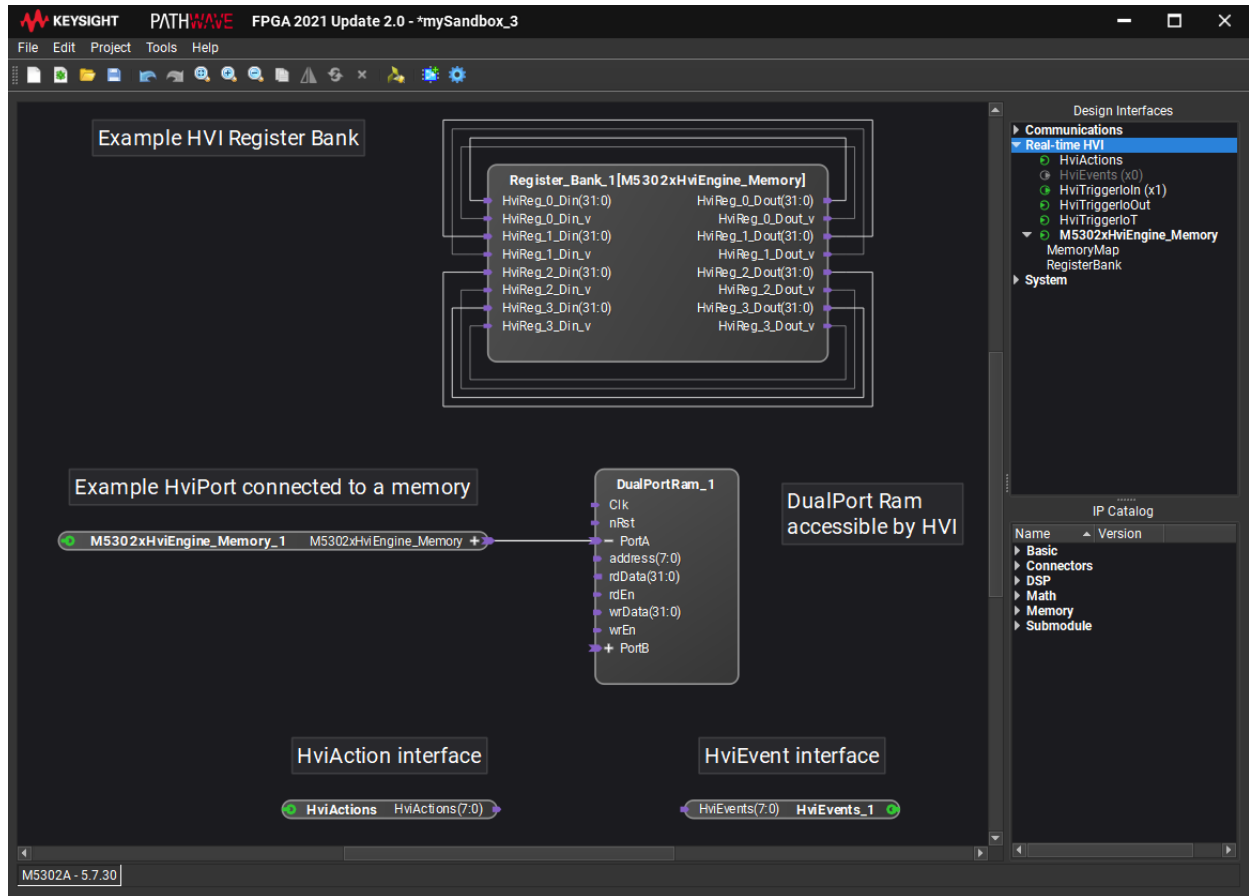 KEYSIGHT PATHWAVE FPGA 2021 Update 2.0 - *mySandbox_3
File Edit Project Tools Help
Example HVI Register Bank
Register_Bank_1[M5302xHviEngine_Memory]
HviReg_0_Din(31:0) HviReg_0_Dout(31:0)
HviReg_0_Din_v HviReg_0_Dout_v
HviReg_1_Din(31:0) HviReg_1_Dout(31:0)
HviReg_1_Din_v HviReg_1_Dout_v
HviReg_2_Din(31:0) HviReg_2_Dout(31:0)
HviReg_2_Din_v HviReg_2_Dout_v
HviReg_3_Din(31:0) HviReg_3_Dout(31:0)
HviReg_3_Din_v HviReg_3_Dout_v
Example HviPort connected to a memory
M5302xHviEngine_Memory_1 M5302xHviEngine_Memory +
DualPortRam_1
Clk
nRst
− PortA
address(7:0)
rdData(31:0)
rdEn
wrData(31:0)
wrEn
+ PortB
DualPort Ram
accessible by HVI
HviAction interface
HviActions HviActions(7:0)
HviEvent interface
HviEvents(7:0) HviEvents_1
Design Interfaces
Communications
Real-time HVI
HviActions
HviEvents (x0)
HviTriggerIoIn (x1)
HviTriggerIoOut
HviTriggerIoT
M5302xHviEngine_Memory
MemoryMap
RegisterBank
System
IP Catalog
Name Version
Basic
Connectors
DSP
Math
Memory
Submodule
M5302A - 5.7.30